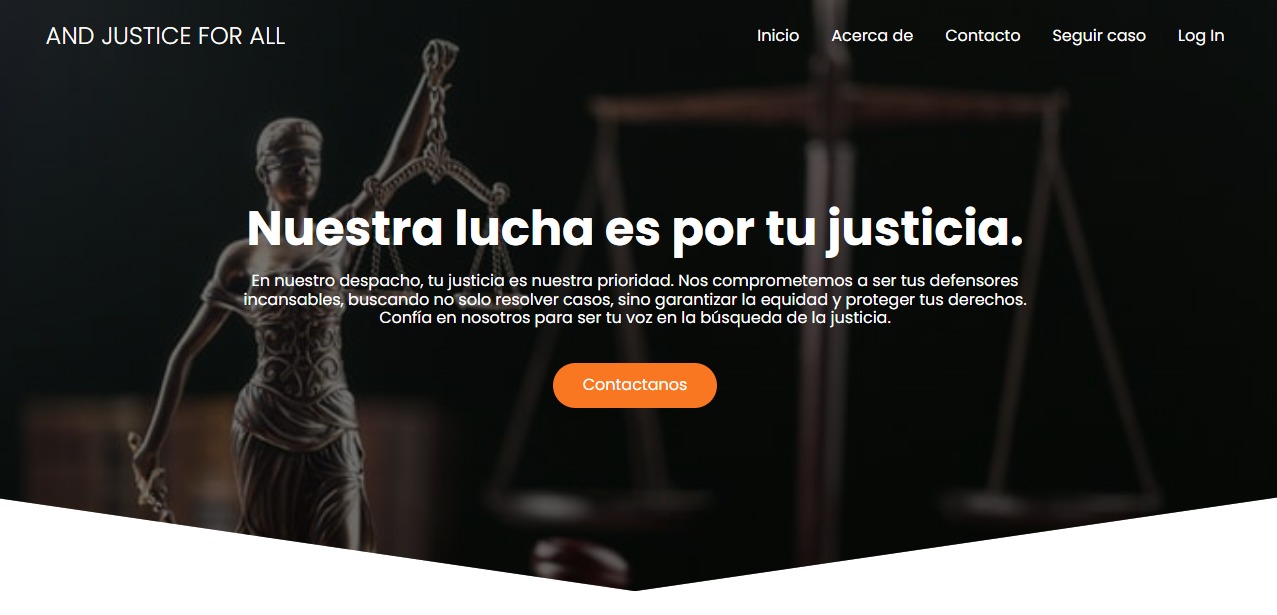 AND JUSTICE FOR ALL
Inicio Acerca de Contacto Seguir caso Log In
Nuestra lucha es por tu justicia.
En nuestro despacho, tu justicia es nuestra prioridad. Nos comprometemos a ser tus defensores
incansables, buscando no solo resolver casos, sino garantizar la equidad y proteger tus derechos.
Confía en nosotros para ser tu voz en la búsqueda de la justicia.
Contactanos